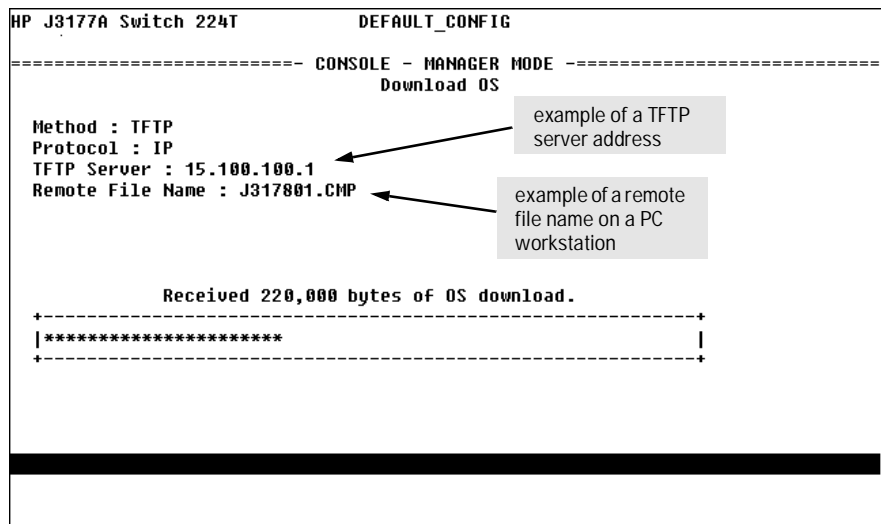 HP J3177A Switch 224T DEFAULT_CONFIG
==========================- CONSOLE - MANAGER MODE -============================
Download OS
Method : TFTP
Protocol : IP
TFTP Server : 15.100.100.1
Remote File Name : J317801.CMP
example of a TFTP
server address
example of a remote
file name on a PC
workstation
Received 220,000 bytes of OS download.
+------------------------------------------------------------+
|********************** |
+------------------------------------------------------------+